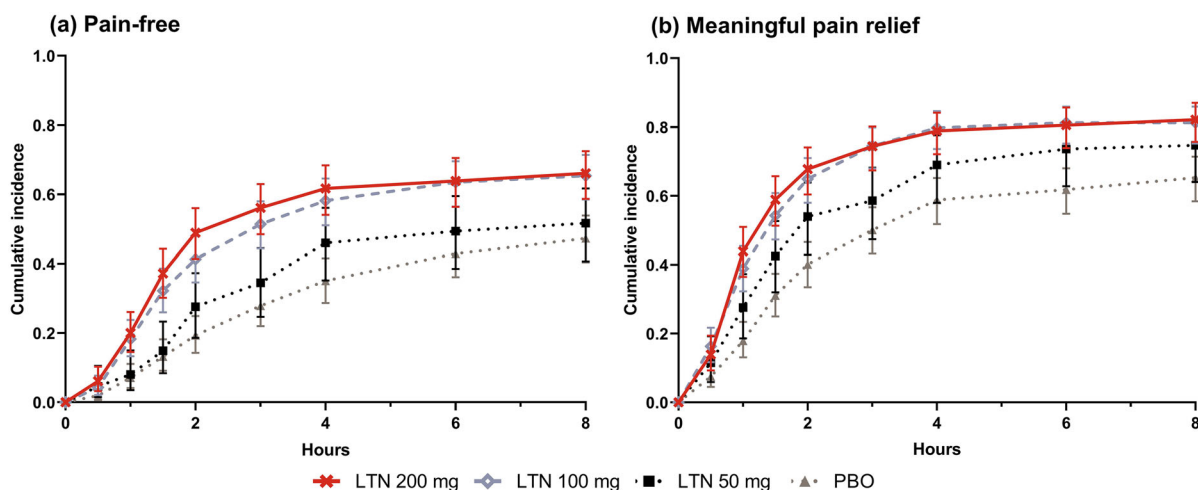 (a) Pain-free
1.0
0.8
0.6
0.4
0.2
0.0
Cumulative incidence
0 2 4 6 8
Hours
(b) Meaningful pain relief
1.0
0.8
0.6
0.4
0.2
0.0
Cumulative incidence
0 2 4 6 8
Hours
LTN 200 mg LTN 100 mg LTN 50 mg PBO